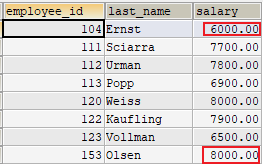 employee_id last_name salary
104 Ernst 6000.00
111 Sciarra 7700.00
112 Urman 7800.00
113 Popp 6900.00
120 Weiss 8000.00
122 Kaufling 7900.00
123 Vollman 6500.00
153 Olsen 8000.00